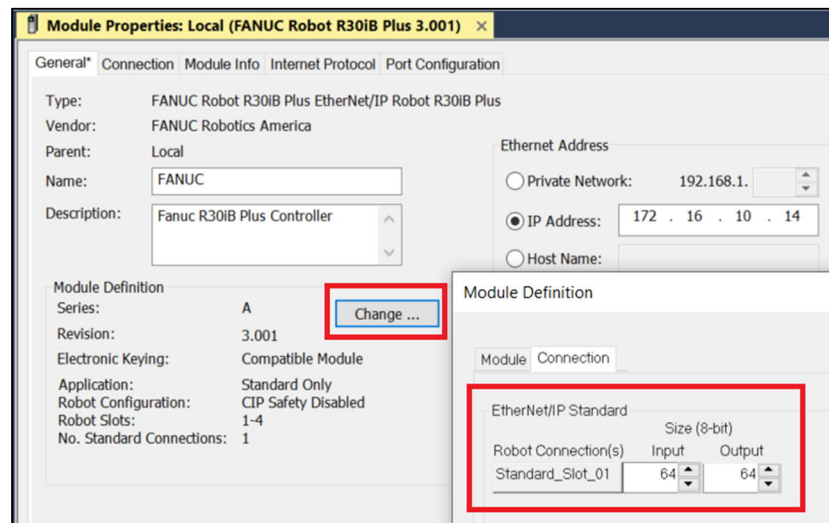 Module Properties: Local (FANUC Robot R30iB Plus 3.001) ×
General* Connection Module Info Internet Protocol Port Configuration
Type: FANUC Robot R30iB Plus EtherNet/IP Robot R30iB Plus
Vendor: FANUC Robotics America
Parent: Local
Name: FANUC
Description: Fanuc R30iB Plus Controller
Ethernet Address
Private Network: 192.168.1.
IP Address: 172 . 16 . 10 . 14
Host Name:
Module Definition
Series: A
Change ...
Revision: 3.001
Electronic Keying: Compatible Module
Application: Standard Only
Robot Configuration: CIP Safety Disabled
Robot Slots: 1-4
No. Standard Connections: 1
Module Definition
Module Connection
EtherNet/IP Standard
Size (8-bit)
Robot Connection(s) Input Output
Standard_Slot_01 64 64